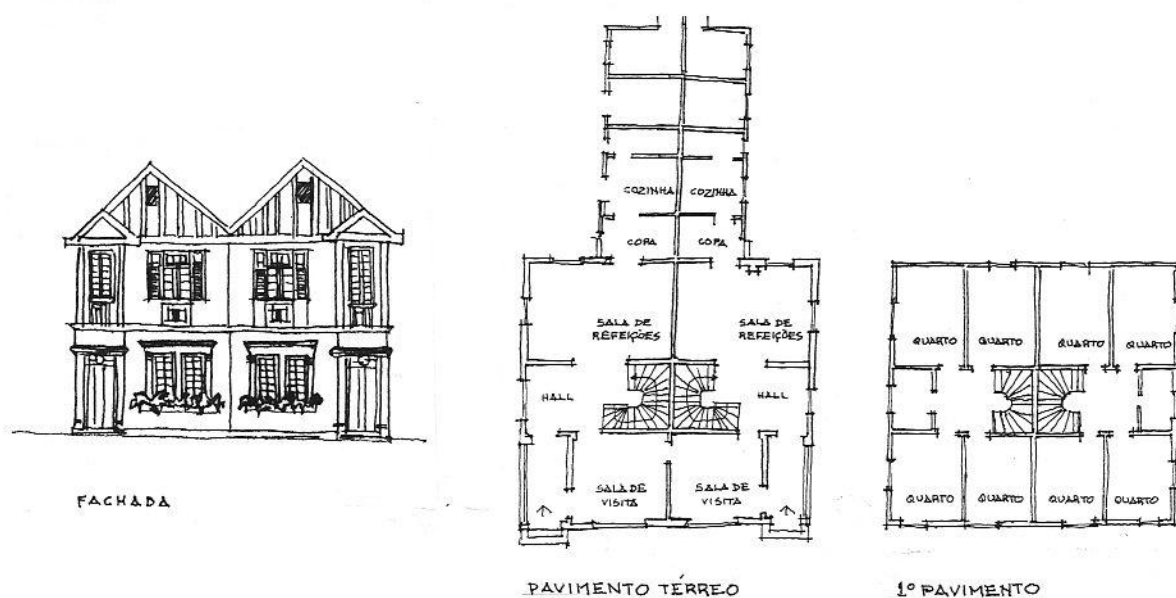 COZINHA COZINHA
COPA COPA
SALA DE
REFEIÇÕES
SALA DE
REFEIÇÕES
HALL HALL
SALA DE
VISITA
SALA DE
VISITA
QUARTO QUARTO QUARTO QUARTO
QUARTO QUARTO QUARTO QUARTO
FACHADA
PAVIMENTO TÉRREO
1º PAVIMENTO